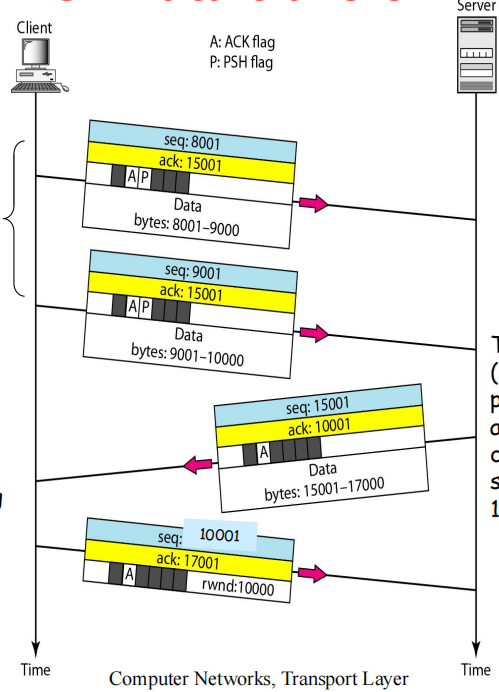 Client
Server
A: ACK flag
P: PSH flag
seq: 8001
ack: 15001
A P
Data
bytes: 8001–9000
seq: 9001
ack: 15001
A P
Data
bytes: 9001–10000
seq: 15001
ack: 10001
A
Data
bytes: 15001–17000
seq: 10001
ack: 17001
A
rwnd:10000
Time
Time
Computer Networks, Transport Layer